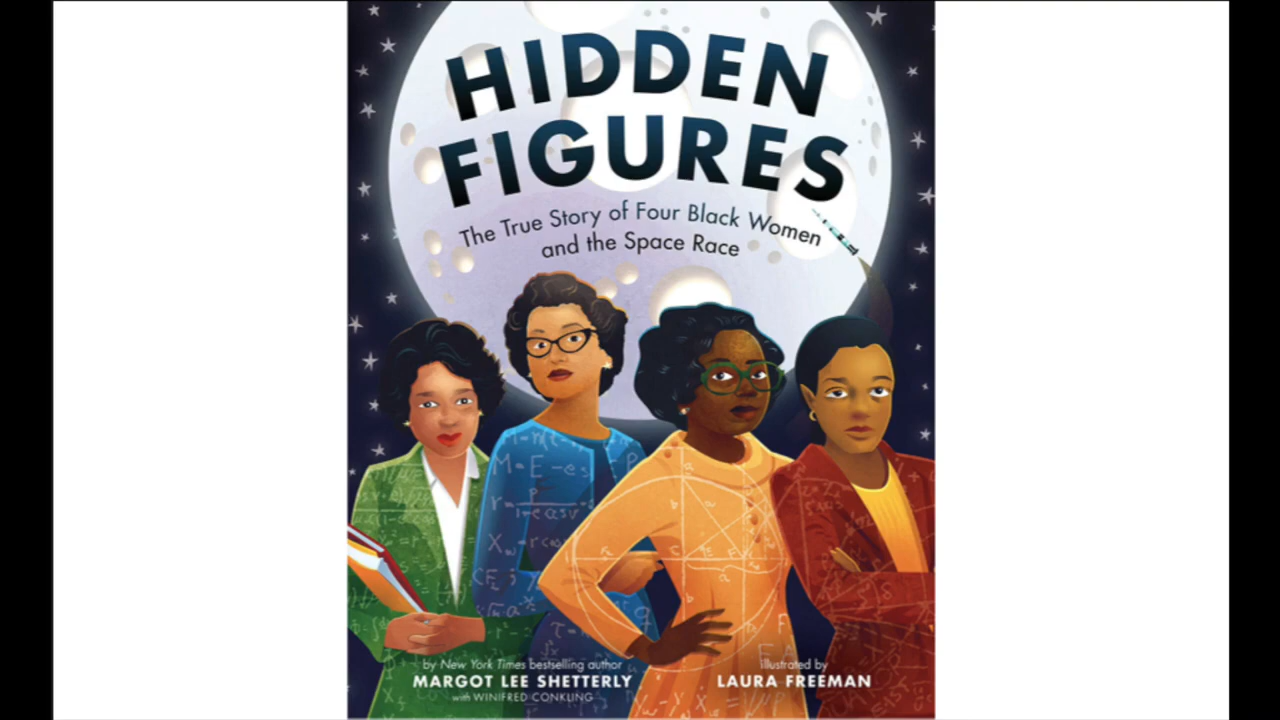 HIDDEN
FIGURES
The True Story of Four Black Women
and the Space Race
by New York Times bestselling author
MARGOT LEE SHETTERLY
with WINIFRED CONKLING
illustrated by
LAURA FREEMAN
M=E-es